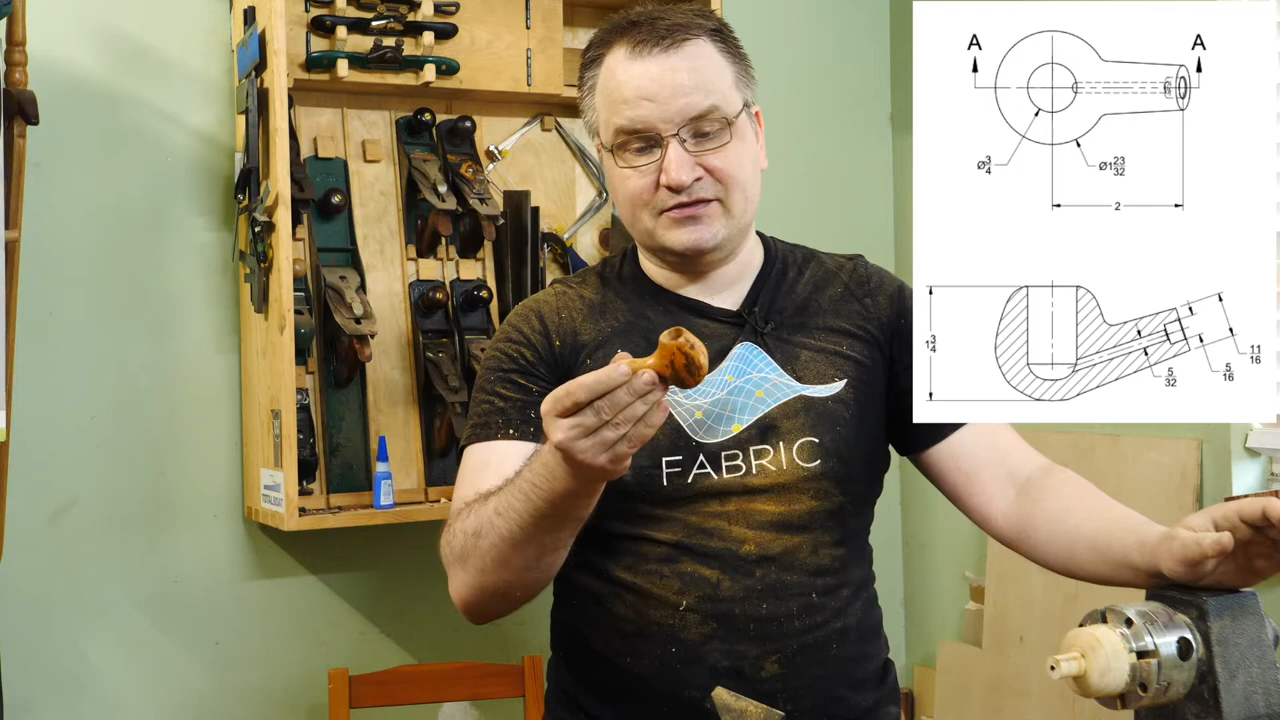 A A
Ø3/4
Ø1 23/32
2
1 3/4
5/32
5/16
11/16
FABRIC
TOTALBOAT